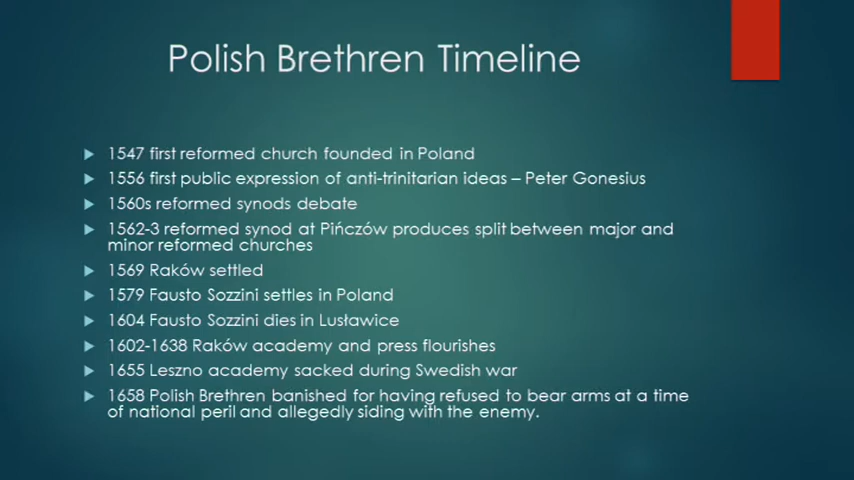 Polish Brethren Timeline
1547 first reformed church founded in Poland
1556 first public expression of anti-trinitarian ideas – Peter Gonesius
1560s reformed synods debate
1562-3 reformed synod at Pińczów produces split between major and
minor reformed churches
1569 Raków settled
1579 Fausto Sozzini settles in Poland
1604 Fausto Sozzini dies in Lusławice
1602-1638 Raków academy and press flourishes
1655 Leszno academy sacked during Swedish war
1658 Polish Brethren banished for having refused to bear arms at a time
of national peril and allegedly siding with the enemy.